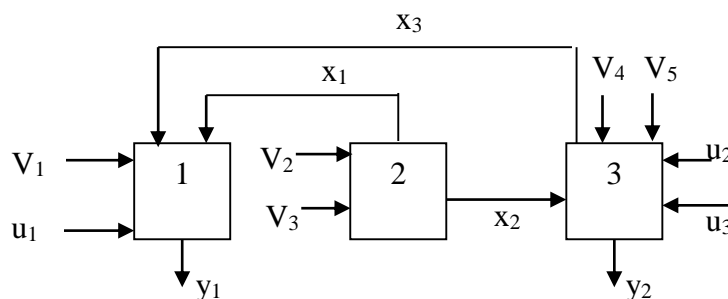 x₃
x₁
V₄ V₅
V₁ 1 V₂ 2 3 u₂
u₁ V₃ x₂ u₃
y₁ y₂